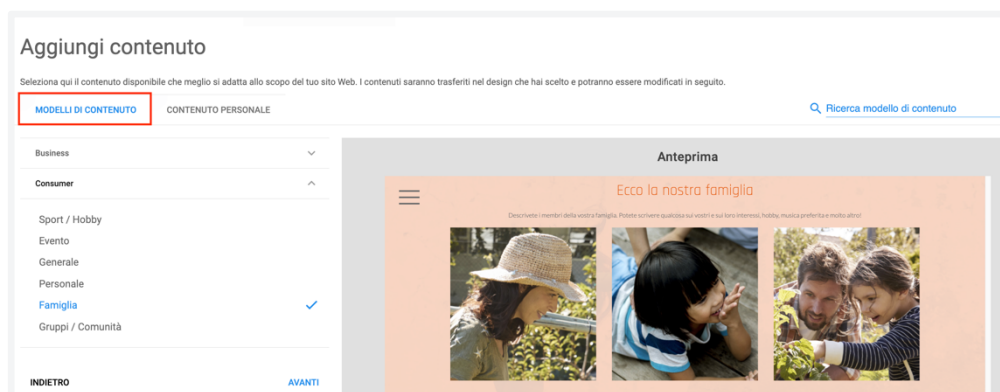 Aggiungi contenuto
Seleziona qui il contenuto disponibile che meglio si adatta allo scopo del tuo sito Web. I contenuti saranno trasferiti nel design che hai scelto e potranno essere modificati in seguito.
MODELLI DI CONTENUTO CONTENUTO PERSONALE Ricerca modello di contenuto
Business
Consumer
Sport / Hobby
Evento
Generale
Personale
Famiglia
Gruppi / Comunità
INDIETRO AVANTI
Anteprima
Ecco la nostra famiglia
Descrivete i membri della vostra famiglia. Potete scrivere qualcosa sui vostri e sui loro interessi, hobby, musica preferita e molto altro!